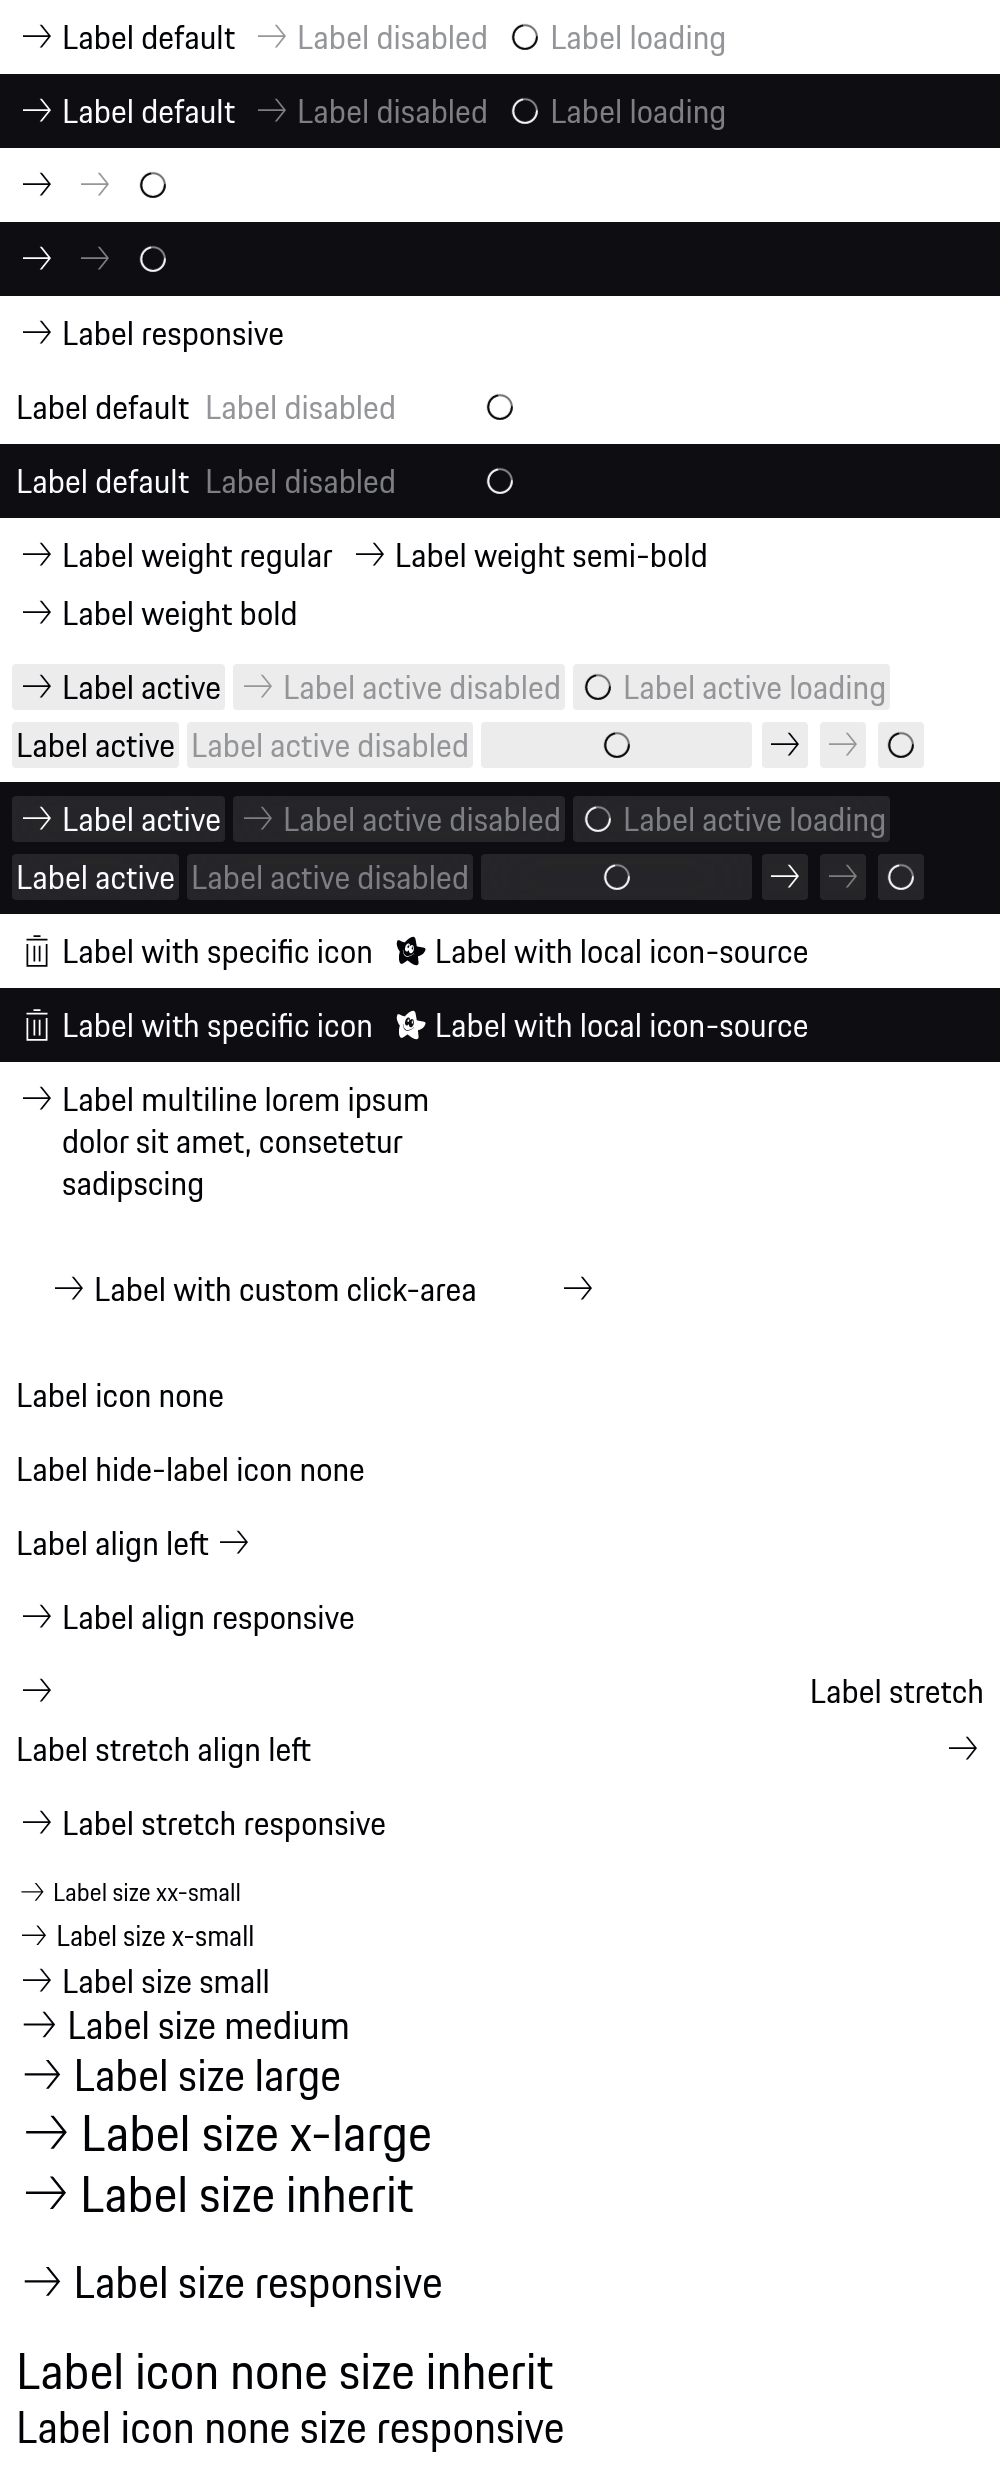 Label default Label disabled Label loading
Label default Label disabled Label loading
Label responsive
Label default Label disabled
Label default Label disabled
Label weight regular Label weight semi-bold
Label weight bold
Label active Label active disabled Label active loading
Label active Label active disabled
Label active Label active disabled Label active loading
Label active Label active disabled
Label with specific icon Label with local icon-source
Label with specific icon Label with local icon-source
Label multiline lorem ipsum
dolor sit amet, consetetur
sadipscing
Label with custom click-area
Label icon none
Label hide-label icon none
Label align left
Label align responsive
Label stretch
Label stretch align left
Label stretch responsive
Label size xx-small
Label size x-small
Label size small
Label size medium
Label size large
Label size x-large
Label size inherit
Label size responsive
Label icon none size inherit
Label icon none size responsive